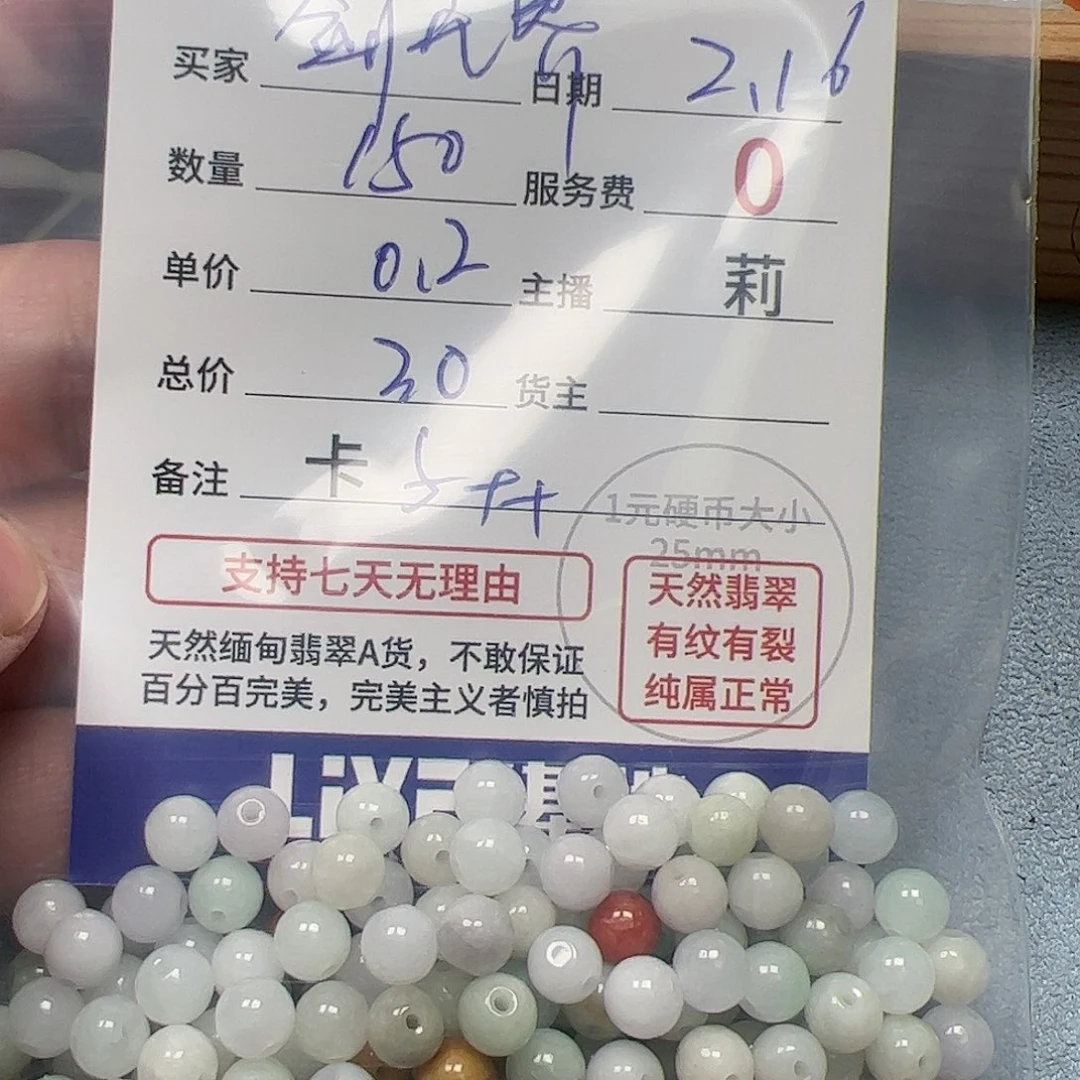 买家 日期 2.16
数量 150 服务费 0
单价 0.2 主播 莉
总价 30 货主
备注 卡
1元硬币大小
25mm
支持七天无理由
天然缅甸翡翠A货，不敢保证
百分百完美，完美主义者慎拍
天然翡翠
有纹有裂
纯属正常